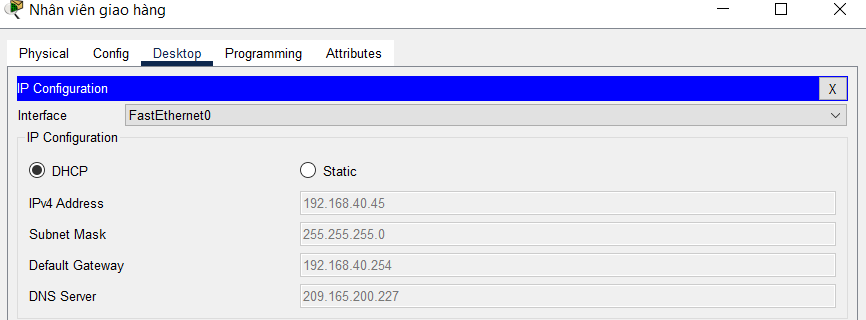 Nhân viên giao hàng
Physical Config Desktop Programming Attributes
IP Configuration X
Interface FastEthernet0
IP Configuration
DHCP Static
IPv4 Address 192.168.40.45
Subnet Mask 255.255.255.0
Default Gateway 192.168.40.254
DNS Server 209.165.200.227